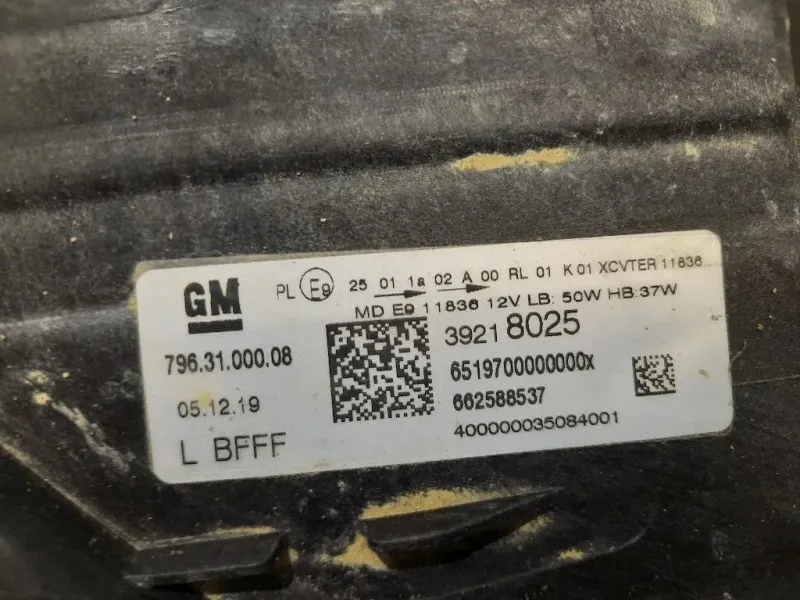 GM
PL E9 25 01 1a 02 A 00 RL 01 K 01 XCVTER 11836
MD E9 11836 12V LB: 50W HB:37W
39218025
796.31.000.08
6519700000000X
05.12.19
662588537
L BFFF
400000035084001